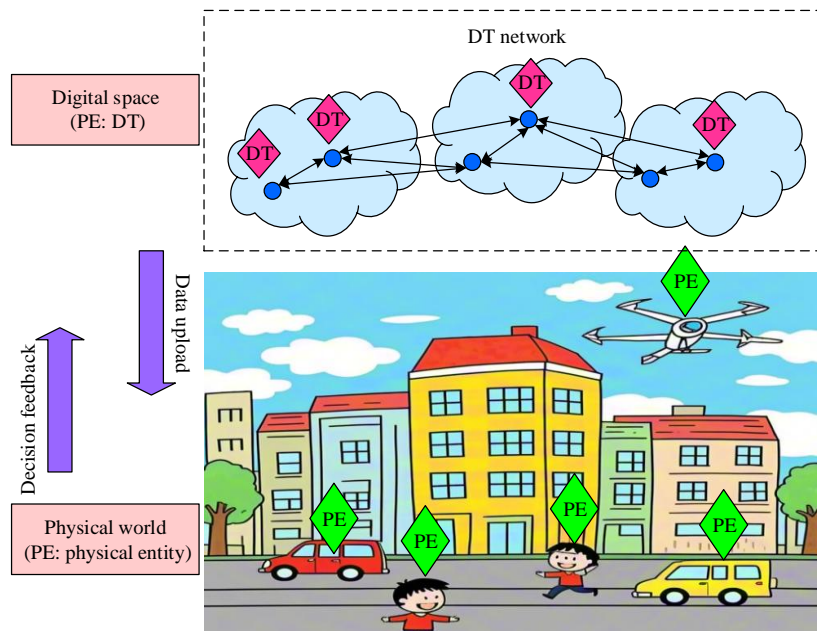 DT network
DT
DT
DT
DT
Digital space
(PE: DT)
Data upload
Decision feedback
PE
PE
PE
PE
PE
Physical world
(PE: physical entity)